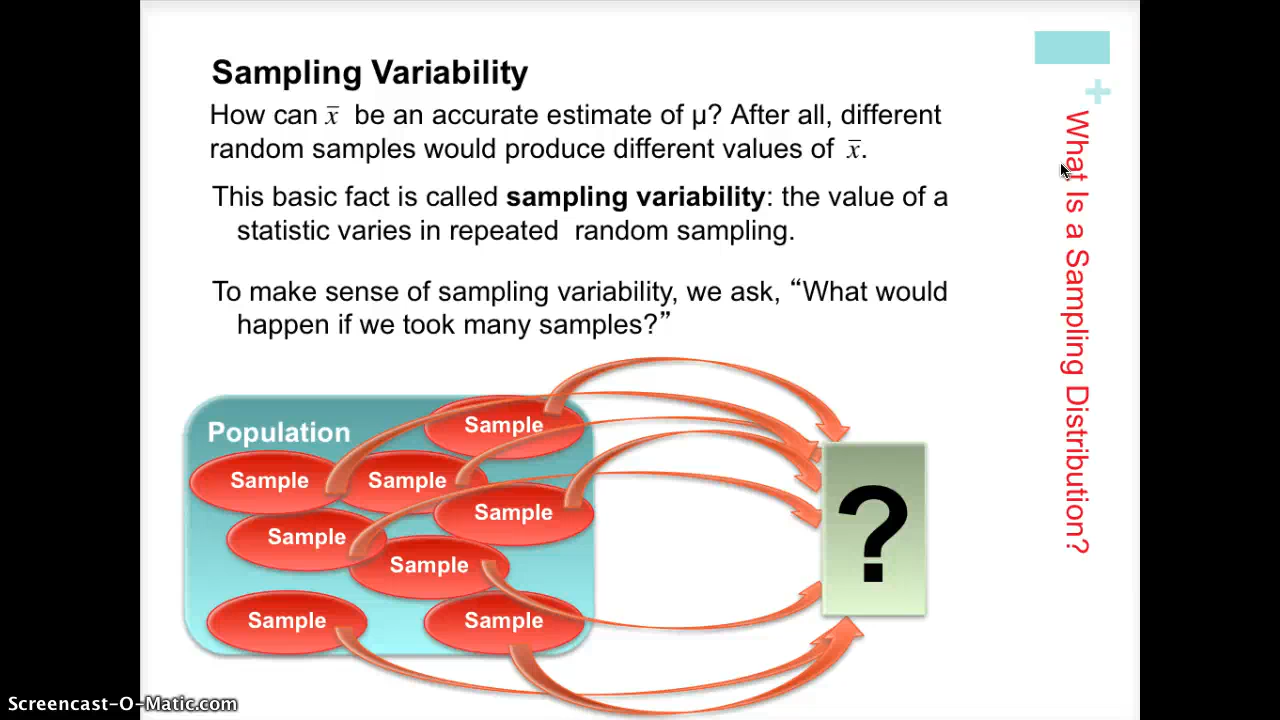 Sampling Variability
How can x̄ be an accurate estimate of μ? After all, different
random samples would produce different values of x̄.
This basic fact is called sampling variability: the value of a
statistic varies in repeated random sampling.
To make sense of sampling variability, we ask, “What would
happen if we took many samples?”
+
What Is a Sampling Distribution?
Population
Sample
Sample
Sample
Sample
Sample
Sample
Sample
Sample
?
Screencast-O-Matic.com